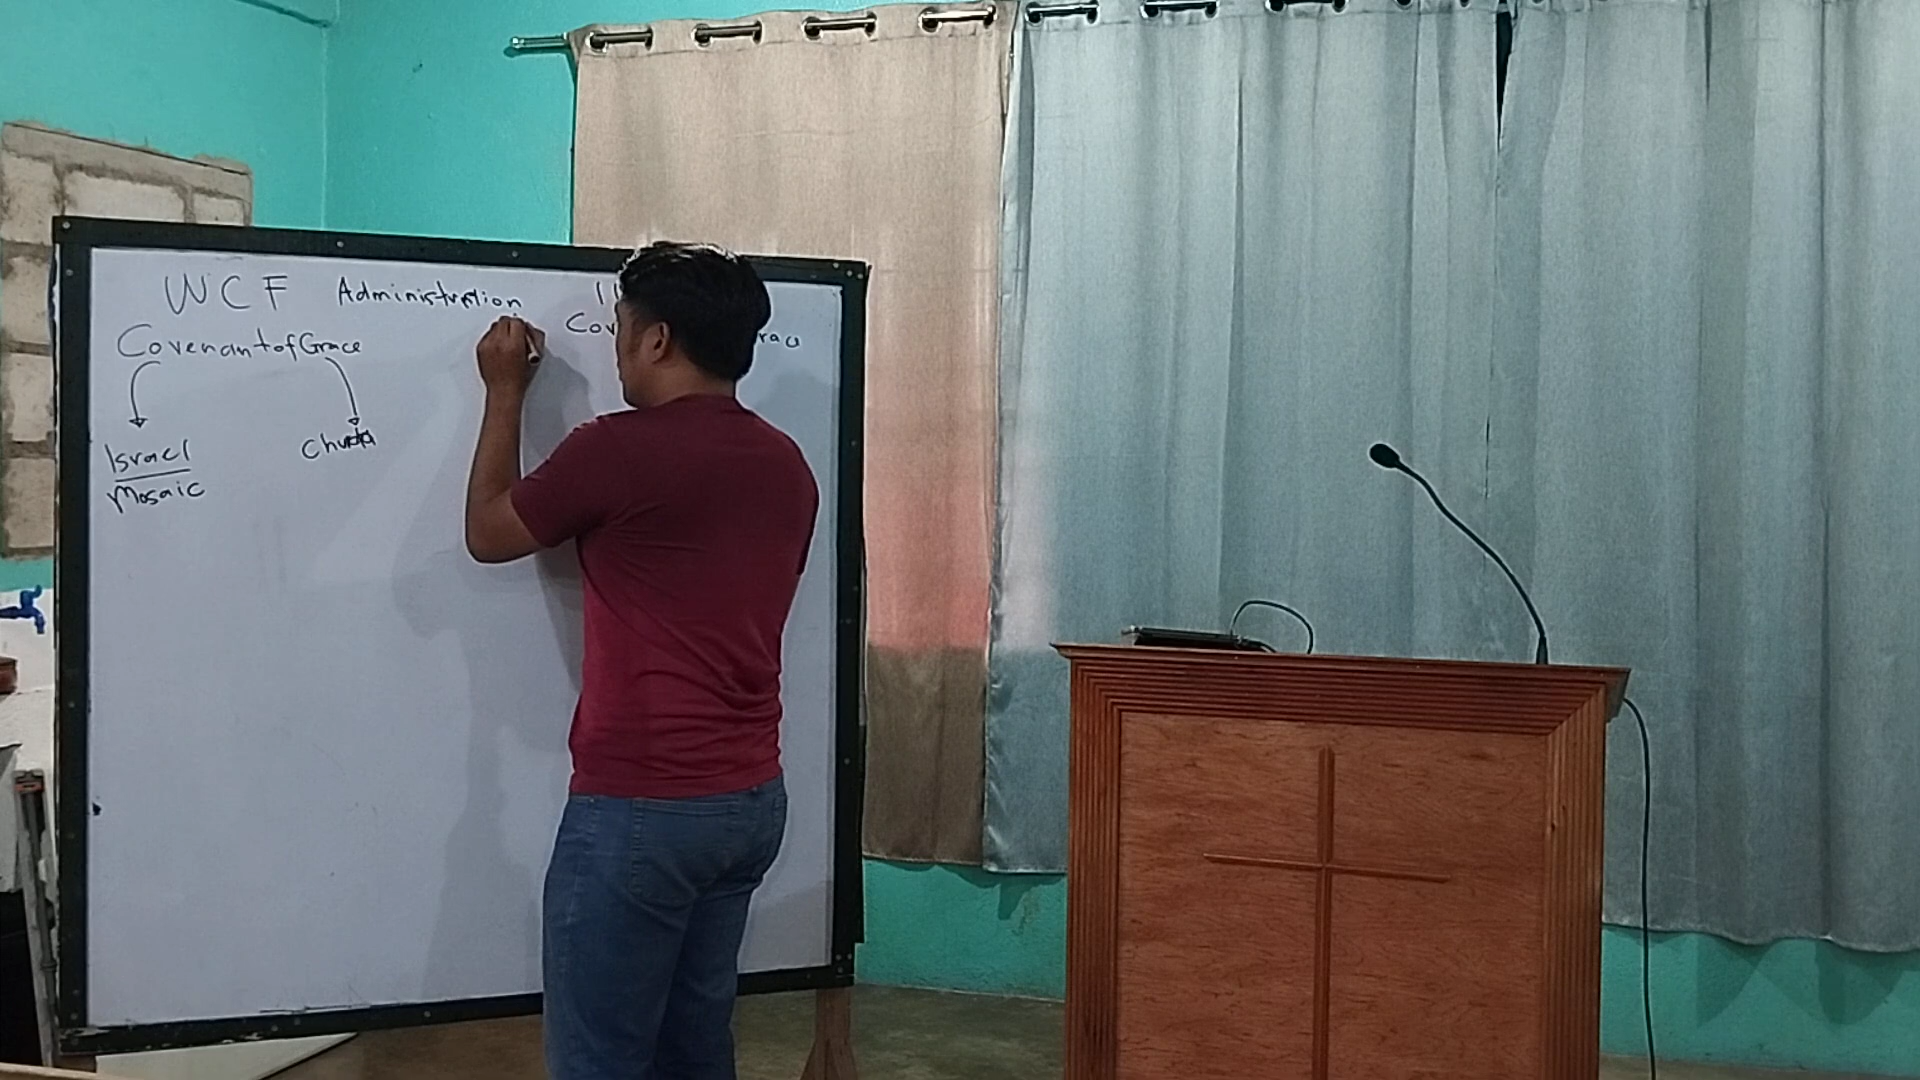 WCF Administration
Covenant of Grace
Israel
Mosaic
Church